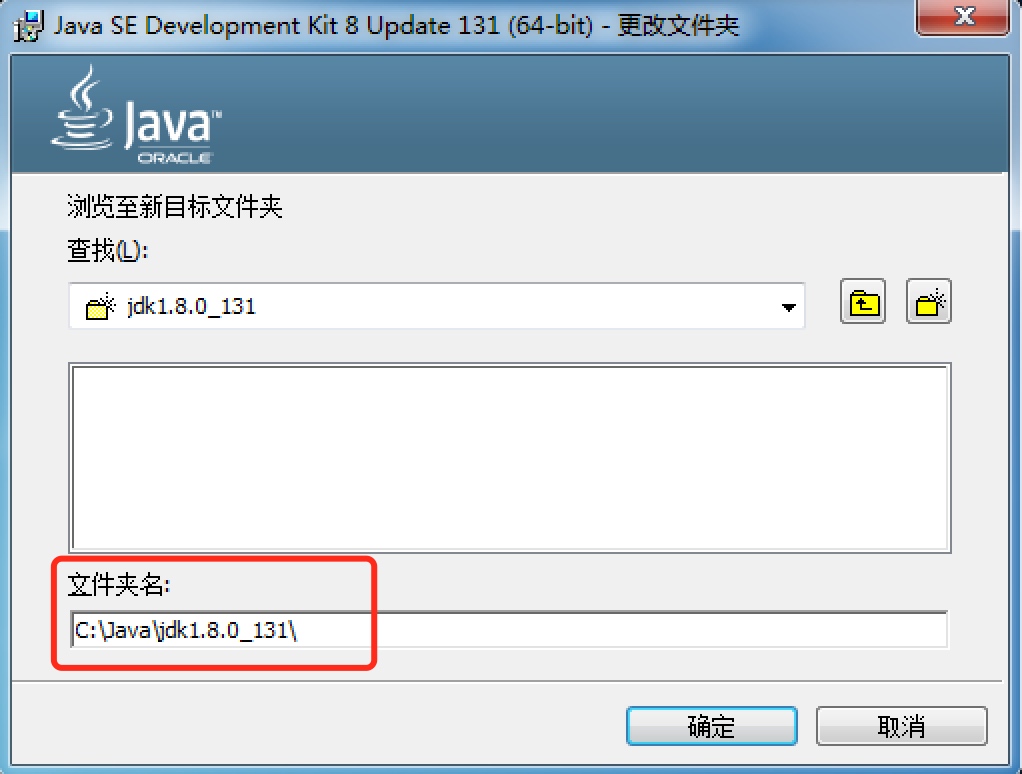 Java SE Development Kit 8 Update 131 (64-bit) - 更改文件夹
Java™
ORACLE
浏览至新目标文件夹
查找(L):
jdk1.8.0_131
文件夹名:
C:\Java\jdk1.8.0_131\
确定
取消